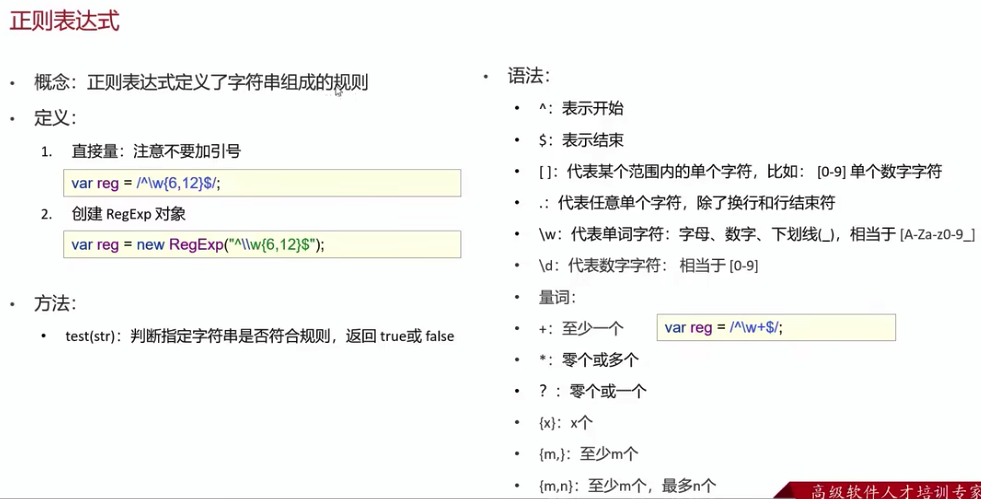 正则表达式
• 概念：正则表达式定义了字符串组成的规则
• 定义：
1. 直接量：注意不要加引号
var reg = /^\w{6,12}$/;
2. 创建 RegExp 对象
var reg = new RegExp("^\\w{6,12}$");
• 方法：
• test(str)：判断指定字符串是否符合规则，返回 true或 false
• 语法：
• ^：表示开始
• $：表示结束
• [ ]：代表某个范围内的单个字符，比如： [0-9] 单个数字字符
• .：代表任意单个字符，除了换行和行结束符
• \w：代表单词字符：字母、数字、下划线(_)，相当于 [A-Za-z0-9_]
• \d：代表数字字符： 相当于 [0-9]
• 量词：
• +：至少一个
var reg = /^\w+$/;
• *：零个或多个
• ？：零个或一个
• {x}：x个
• {m,}：至少m个
• {m,n}：至少m个，最多n个
高级软件人才培训专家